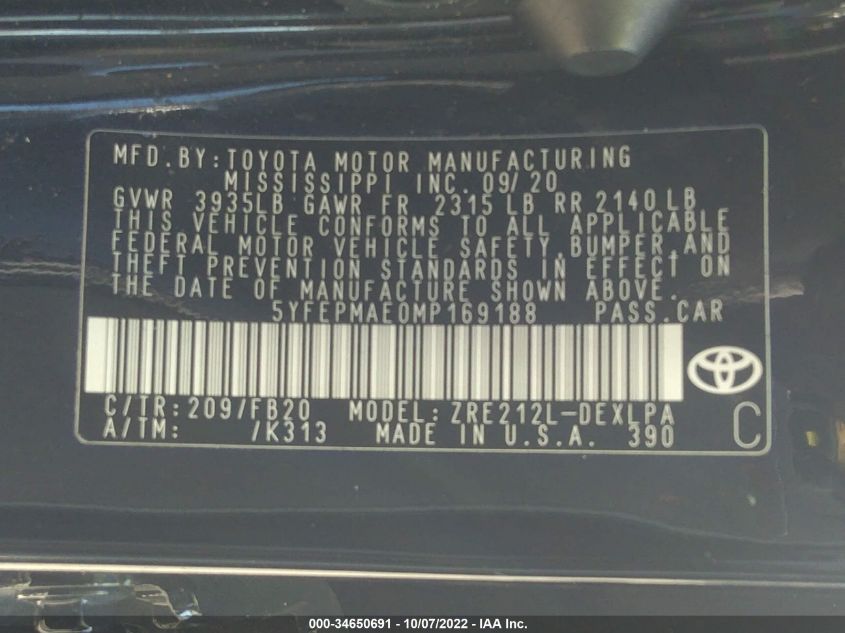 MFD.BY:TOYOTA MOTOR MANUFACTURING
MISSISSIPPI INC. 09/20
GVWR 3935LB GAWR FR 2315 LB RR 2140 LB
THIS VEHICLE CONFORMS TO ALL APPLICABLE
FEDERAL MOTOR VEHICLE SAFETY,BUMPER,AND
THEFT PREVENTION STANDARDS IN EFFECT ON
THE DATE OF MANUFACTURE SHOWN ABOVE.
5YFEPMAE0MP169188 PASS.CAR
C/TR:209/FB20 MODEL:ZRE212L-DEXLPA
A/TM: /K313 MADE IN U.S.A. 390
C
000-34650691 - 10/07/2022 - IAA Inc.